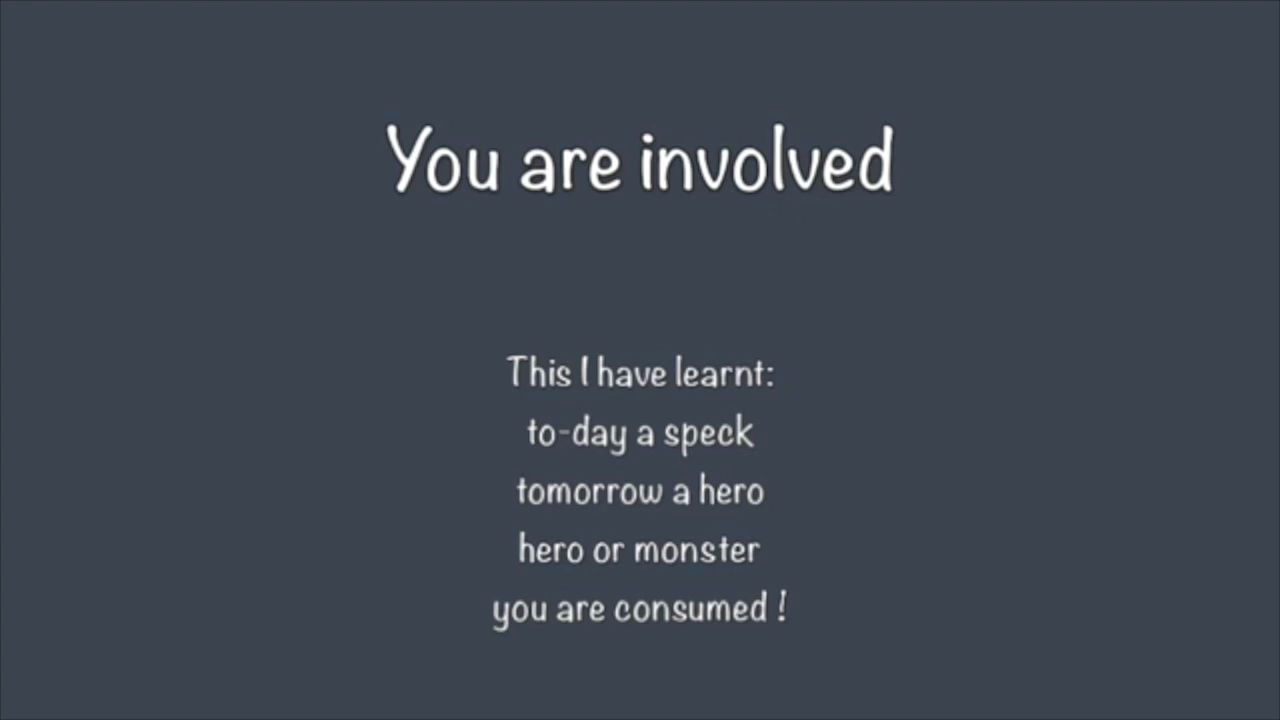 You are involved
This I have learnt:
to-day a speck
tomorrow a hero
hero or monster
you are consumed !